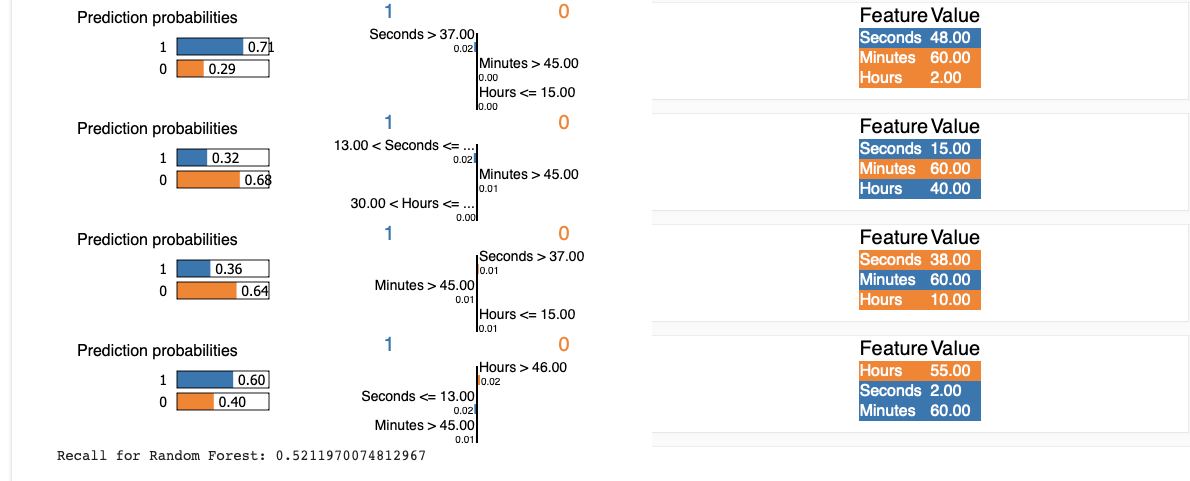 Prediction probabilities
1 0.71
0 0.29
1 0
Seconds > 37.00
0.02
Minutes > 45.00
0.00
Hours <= 15.00
0.00
Feature Value
Seconds 48.00
Minutes 60.00
Hours 2.00
Prediction probabilities
1 0.32
0 0.68
1 0
13.00 < Seconds <= ...
0.02
Minutes > 45.00
0.01
30.00 < Hours <= ...
0.00
Feature Value
Seconds 15.00
Minutes 60.00
Hours 40.00
Prediction probabilities
1 0.36
0 0.64
1 0
Seconds > 37.00
0.01
Minutes > 45.00
0.01
Hours <= 15.00
0.01
Feature Value
Seconds 38.00
Minutes 60.00
Hours 10.00
Prediction probabilities
1 0.60
0 0.40
1 0
Hours > 46.00
0.02
Seconds <= 13.00
0.02
Minutes > 45.00
0.01
Feature Value
Hours 55.00
Seconds 2.00
Minutes 60.00
Recall for Random Forest: 0.5211970074812967